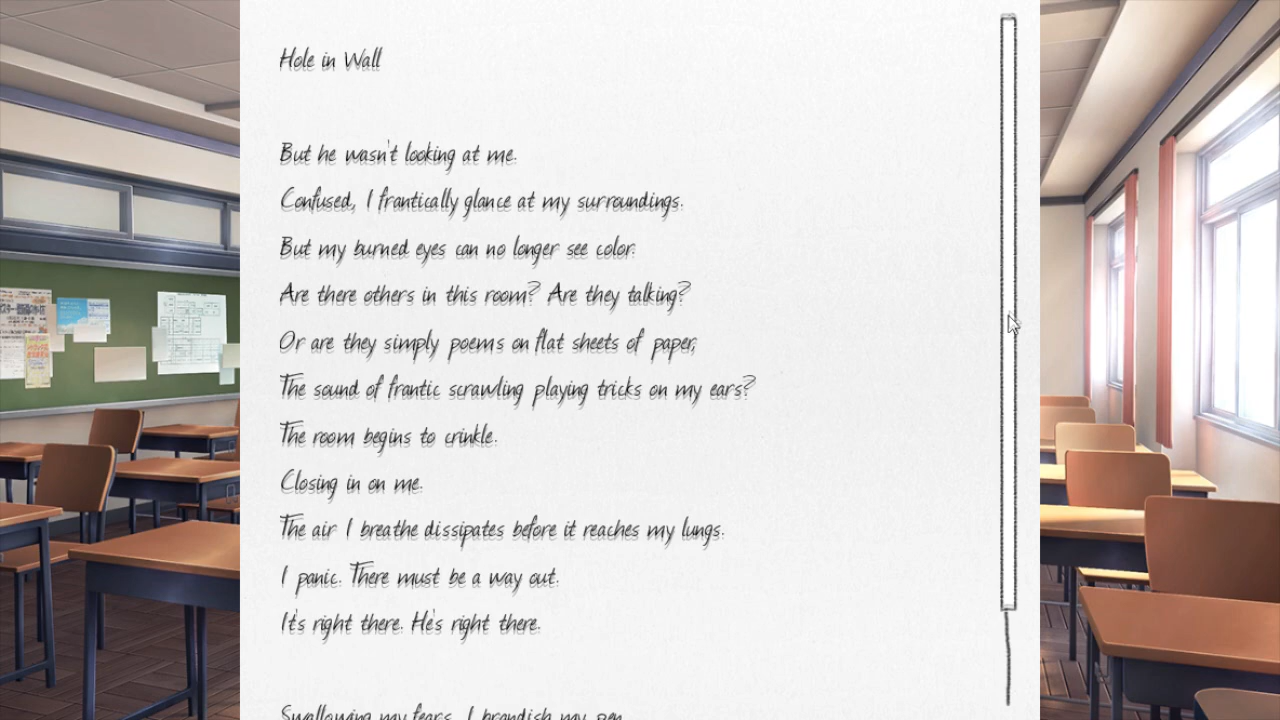 Hole in Wall
But he wasn't looking at me.
Confused, I frantically glance at my surroundings.
But my burned eyes can no longer see color.
Are there others in this room? Are they talking?
Or are they simply poems on flat sheets of paper,
The sound of frantic scrawling playing tricks on my ears?
The room begins to crinkle.
Closing in on me.
The air I breathe dissipates before it reaches my lungs.
I panic. There must be a way out.
It's right there. He's right there.
Swallowing my fears, I brandish my pen.